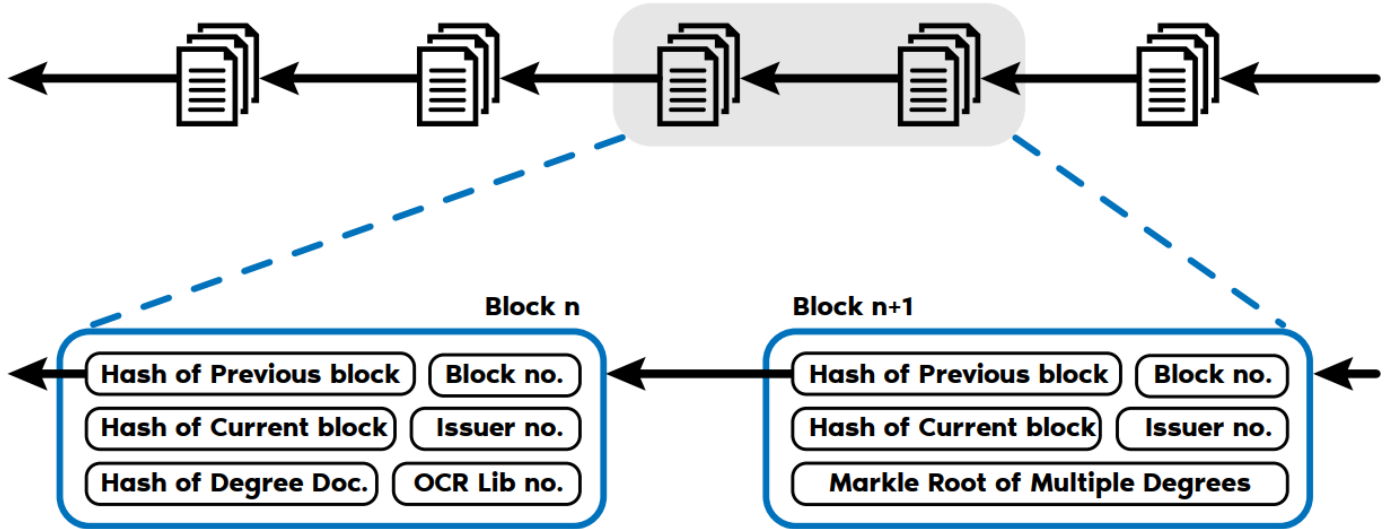 Block n
Block n+1
Hash of Previous block
Block no.
Hash of Current block
Issuer no.
Hash of Degree Doc.
OCR Lib no.
Hash of Previous block
Block no.
Hash of Current block
Issuer no.
Markle Root of Multiple Degrees